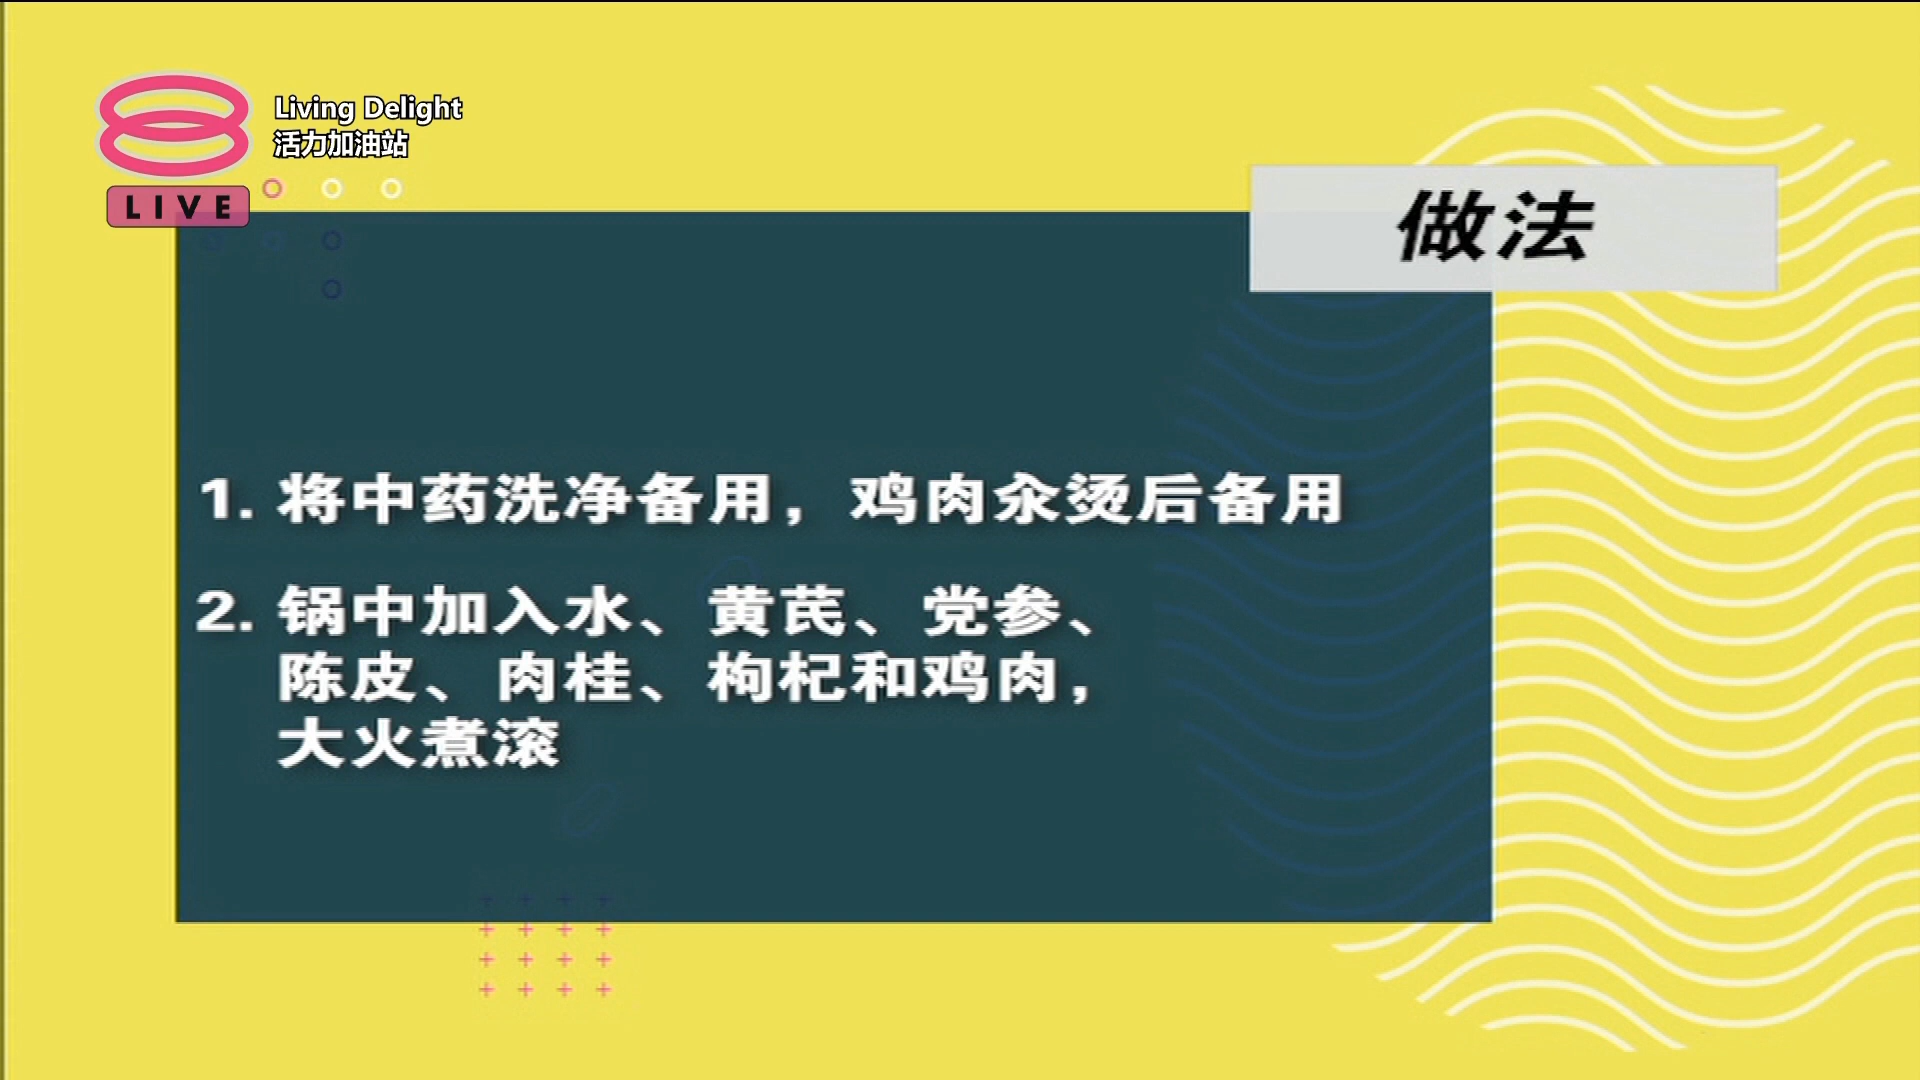 Living Delight
活力加油站
LIVE
做法
1. 将中药洗净备用，鸡肉汆烫后备用
2. 锅中加入水、黄芪、党参、
陈皮、肉桂、枸杞和鸡肉，
大火煮滚